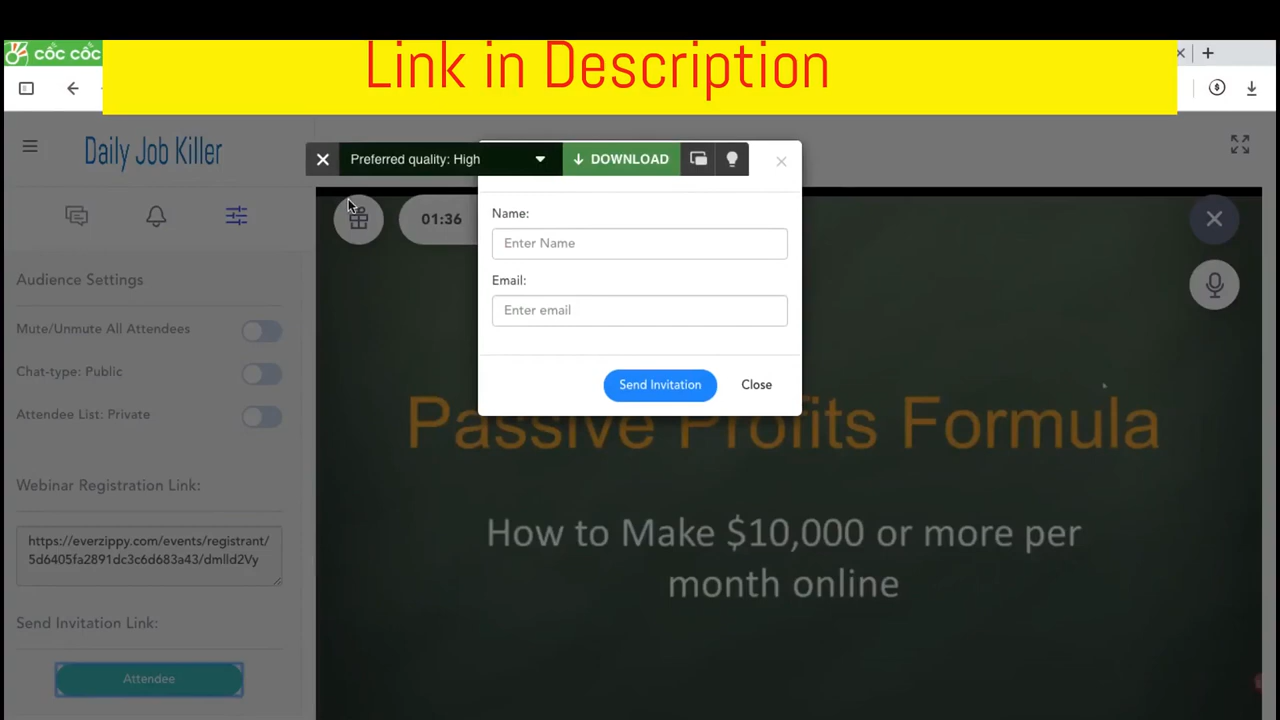 Link in Description
cốc cốc
Daily Job Killer
Preferred quality: High
DOWNLOAD
01:36
Name:
Enter Name
Email:
Enter email
Send Invitation
Close
Audience Settings
Mute/Unmute All Attendees
Chat-type: Public
Attendee List: Private
Webinar Registration Link:
https://everzippy.com/events/registrant/
5d6405fa2891dc3c6d683a43/dmlld2Vy
Send Invitation Link:
Attendee
Passive Profits Formula
How to Make $10,000 or more per
month online